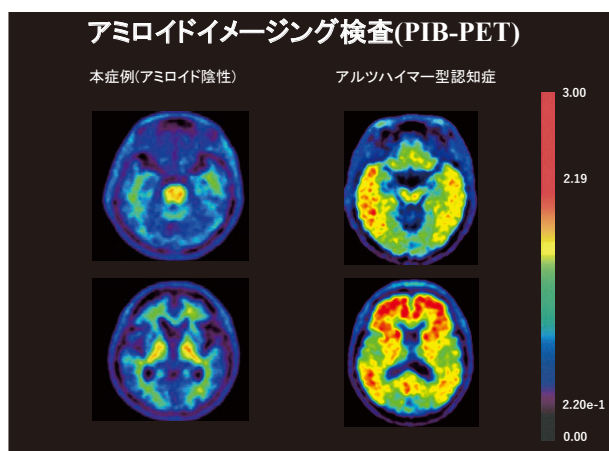 アミロイドイメージング検査(PIB-PET)
本症例(アミロイド陰性)
アルツハイマー型認知症
3.00
2.19
2.20e-1
0.00